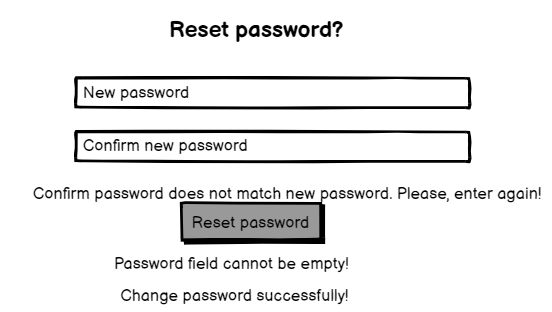 Reset password?
New password
Confirm new password
Confirm password does not match new password. Please, enter again!
Reset password
Password field cannot be empty!
Change password successfully!